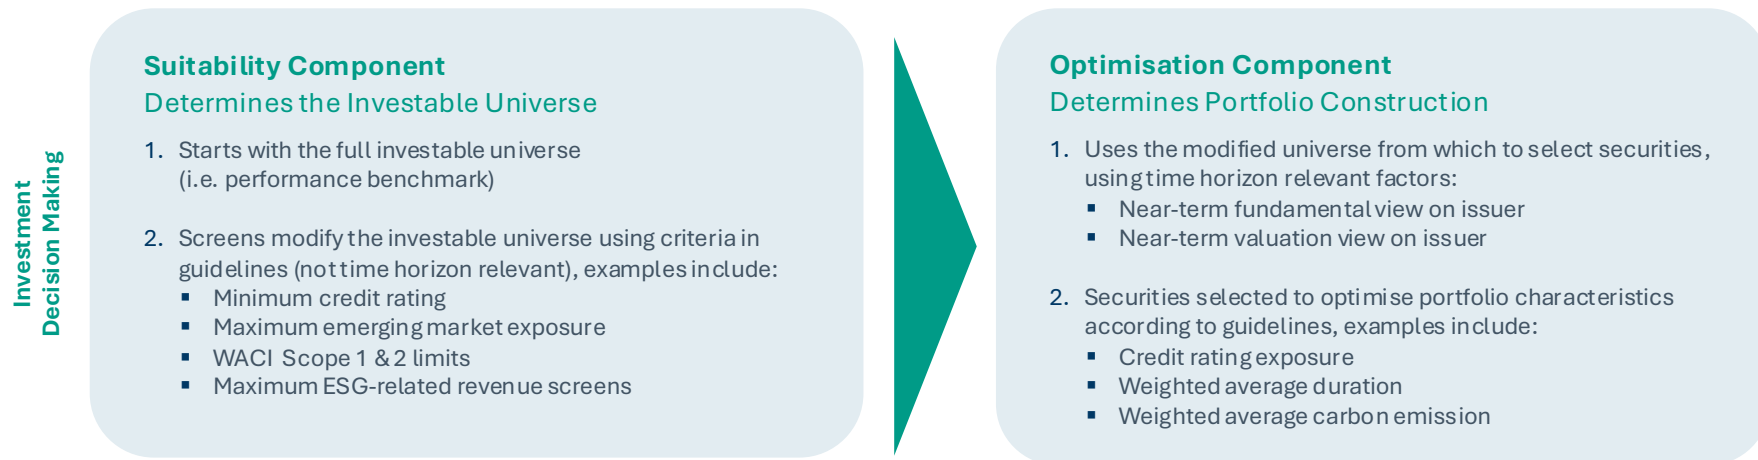 Investment
Decision Making
Suitability Component
Determines the Investable Universe
1. Starts with the full investable universe
(i.e. performance benchmark)
2. Screens modify the investable universe using criteria in
guidelines (not time horizon relevant), examples include:
▪ Minimum credit rating
▪ Maximum emerging market exposure
▪ WACI Scope 1 & 2 limits
▪ Maximum ESG-related revenue screens
Optimisation Component
Determines Portfolio Construction
1. Uses the modified universe from which to select securities,
using time horizon relevant factors:
▪ Near-term fundamental view on issuer
▪ Near-term valuation view on issuer
2. Securities selected to optimise portfolio characteristics
according to guidelines, examples include:
▪ Credit rating exposure
▪ Weighted average duration
▪ Weighted average carbon emission